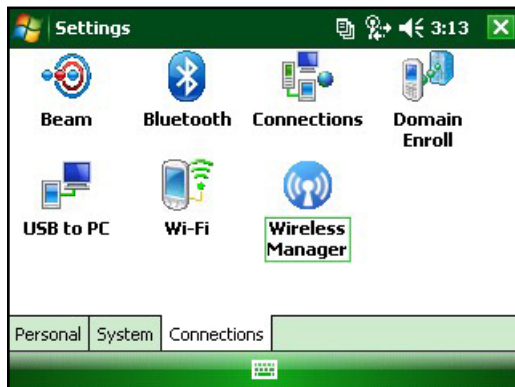 Settings 3:13
Beam Bluetooth Connections Domain Enroll
USB to PC Wi-Fi Wireless Manager
Personal System Connections